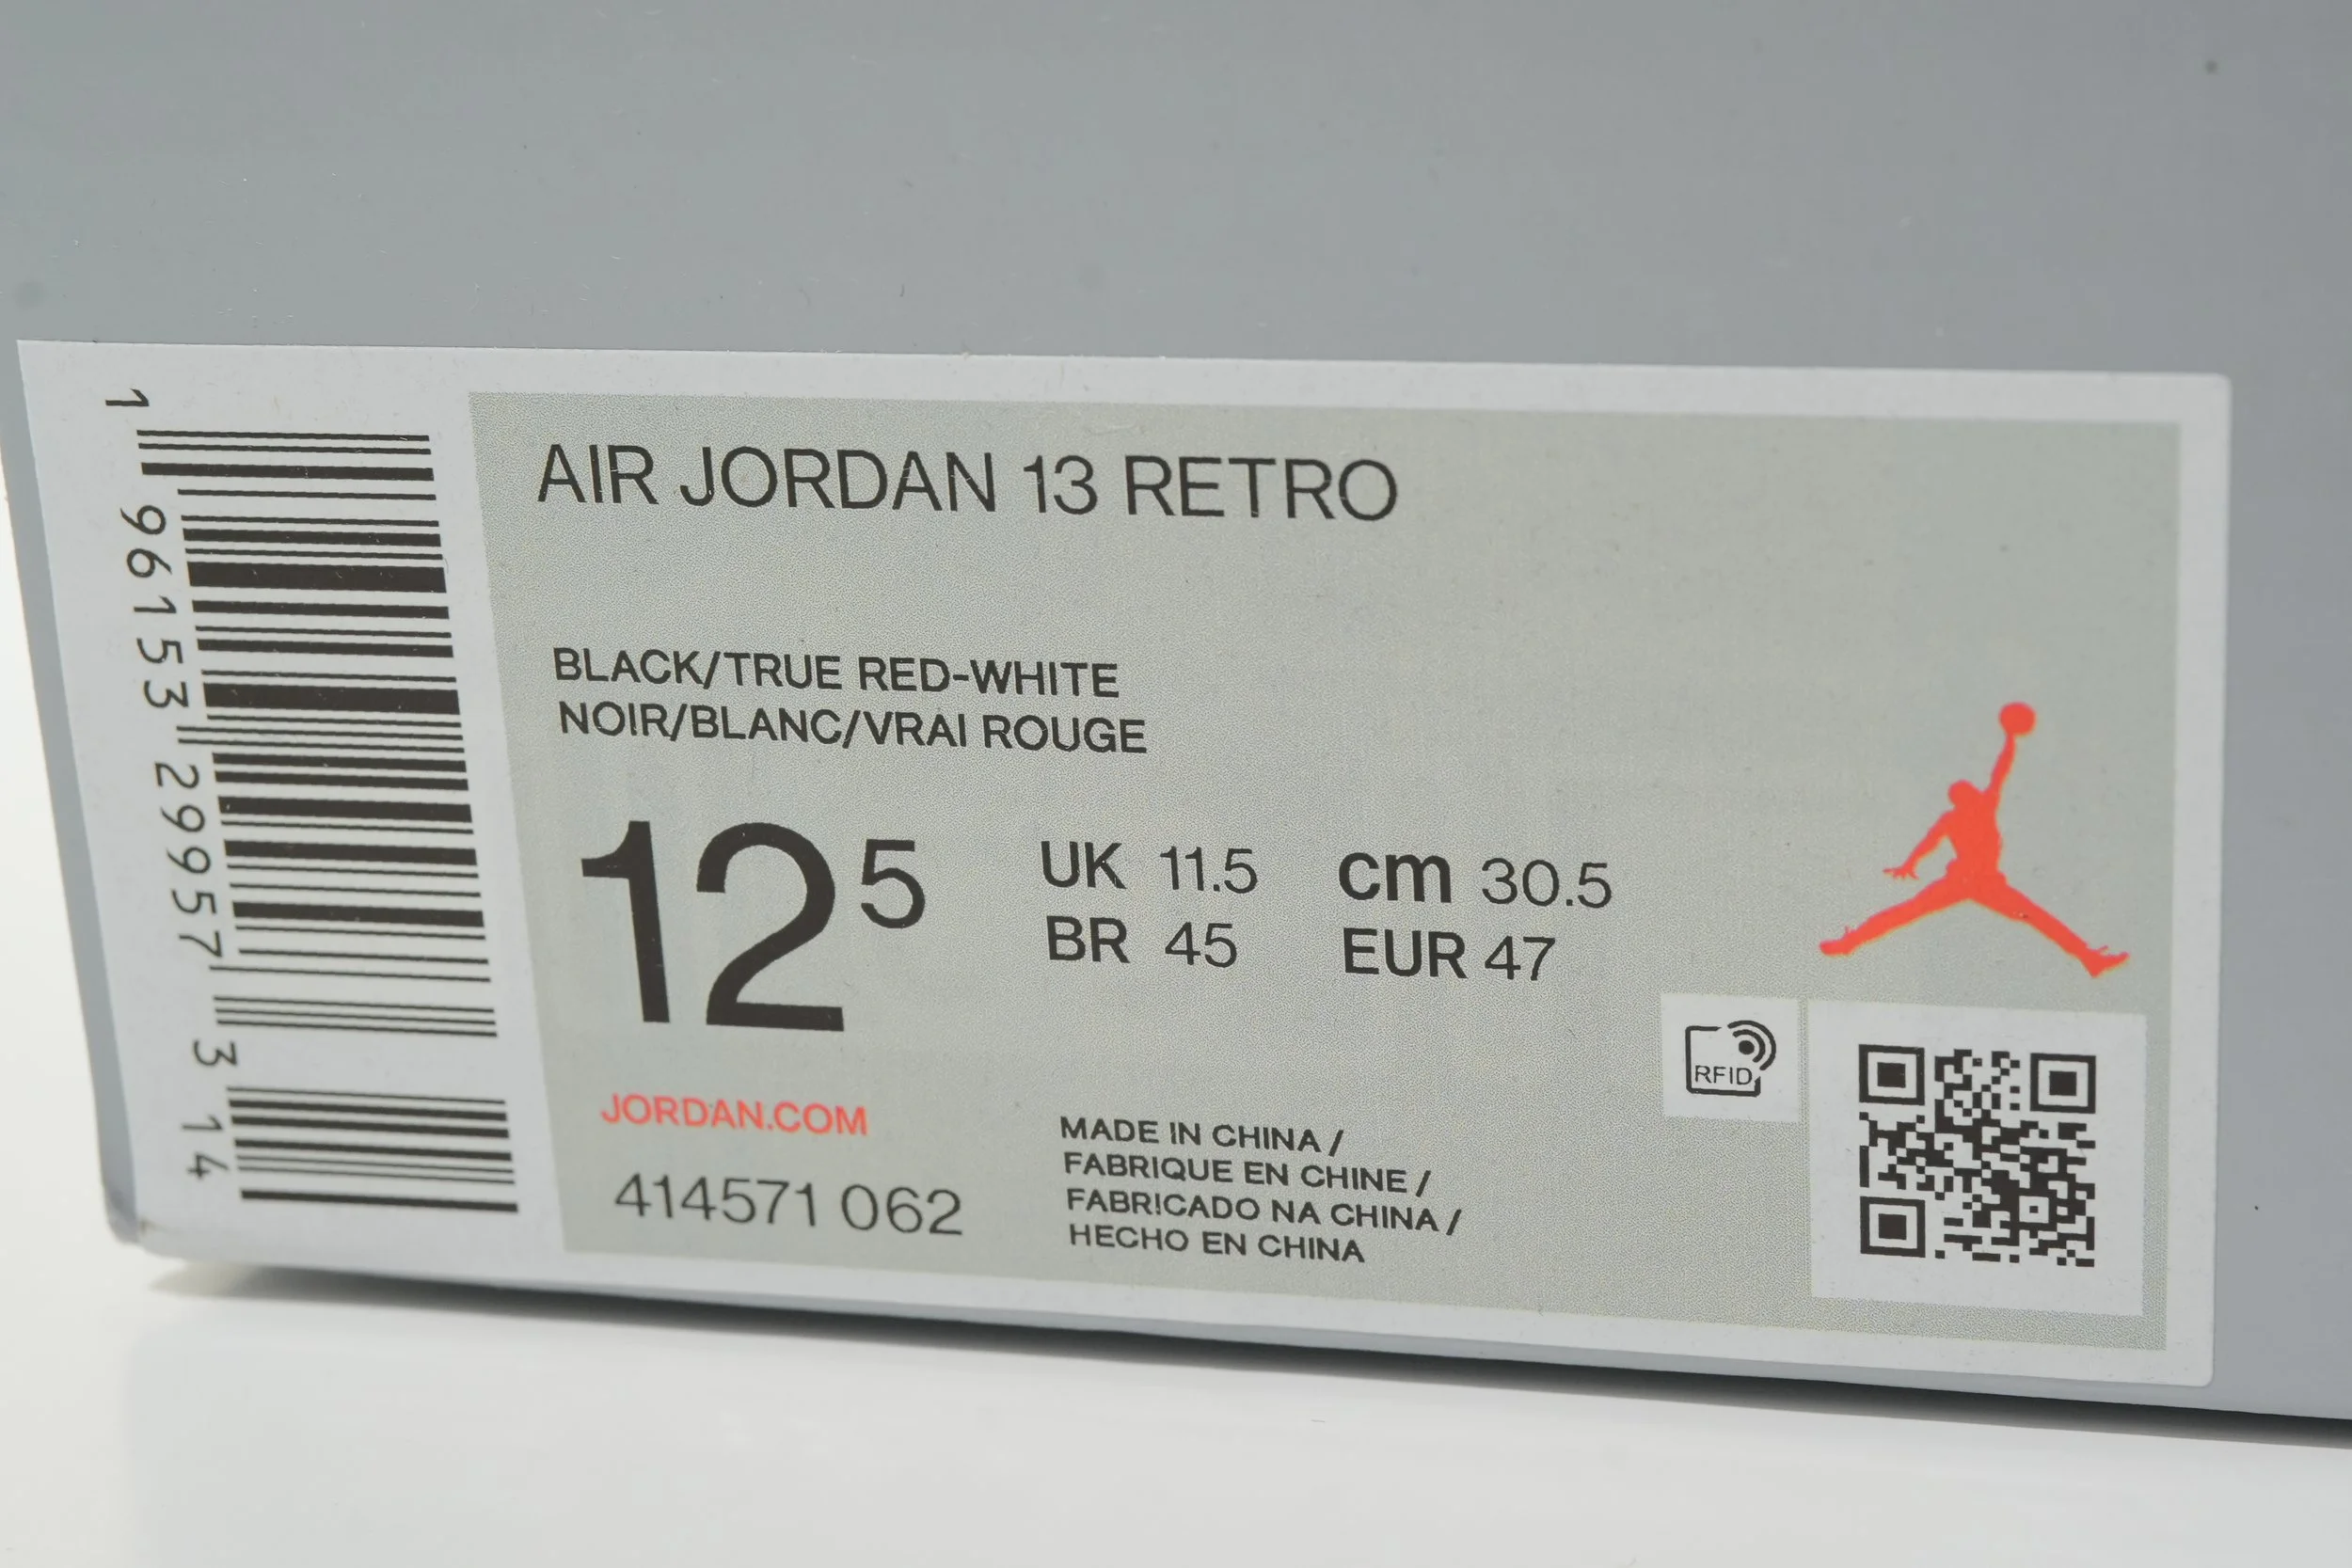 1 96153 29957 3 14
AIR JORDAN 13 RETRO
BLACK/TRUE RED-WHITE
NOIR/BLANC/VRAI ROUGE
12 5
UK 11.5 cm 30.5
BR 45 EUR 47
RFID
JORDAN.COM
414571 062
MADE IN CHINA /
FABRIQUE EN CHINE /
FABRICADO NA CHINA /
HECHO EN CHINA